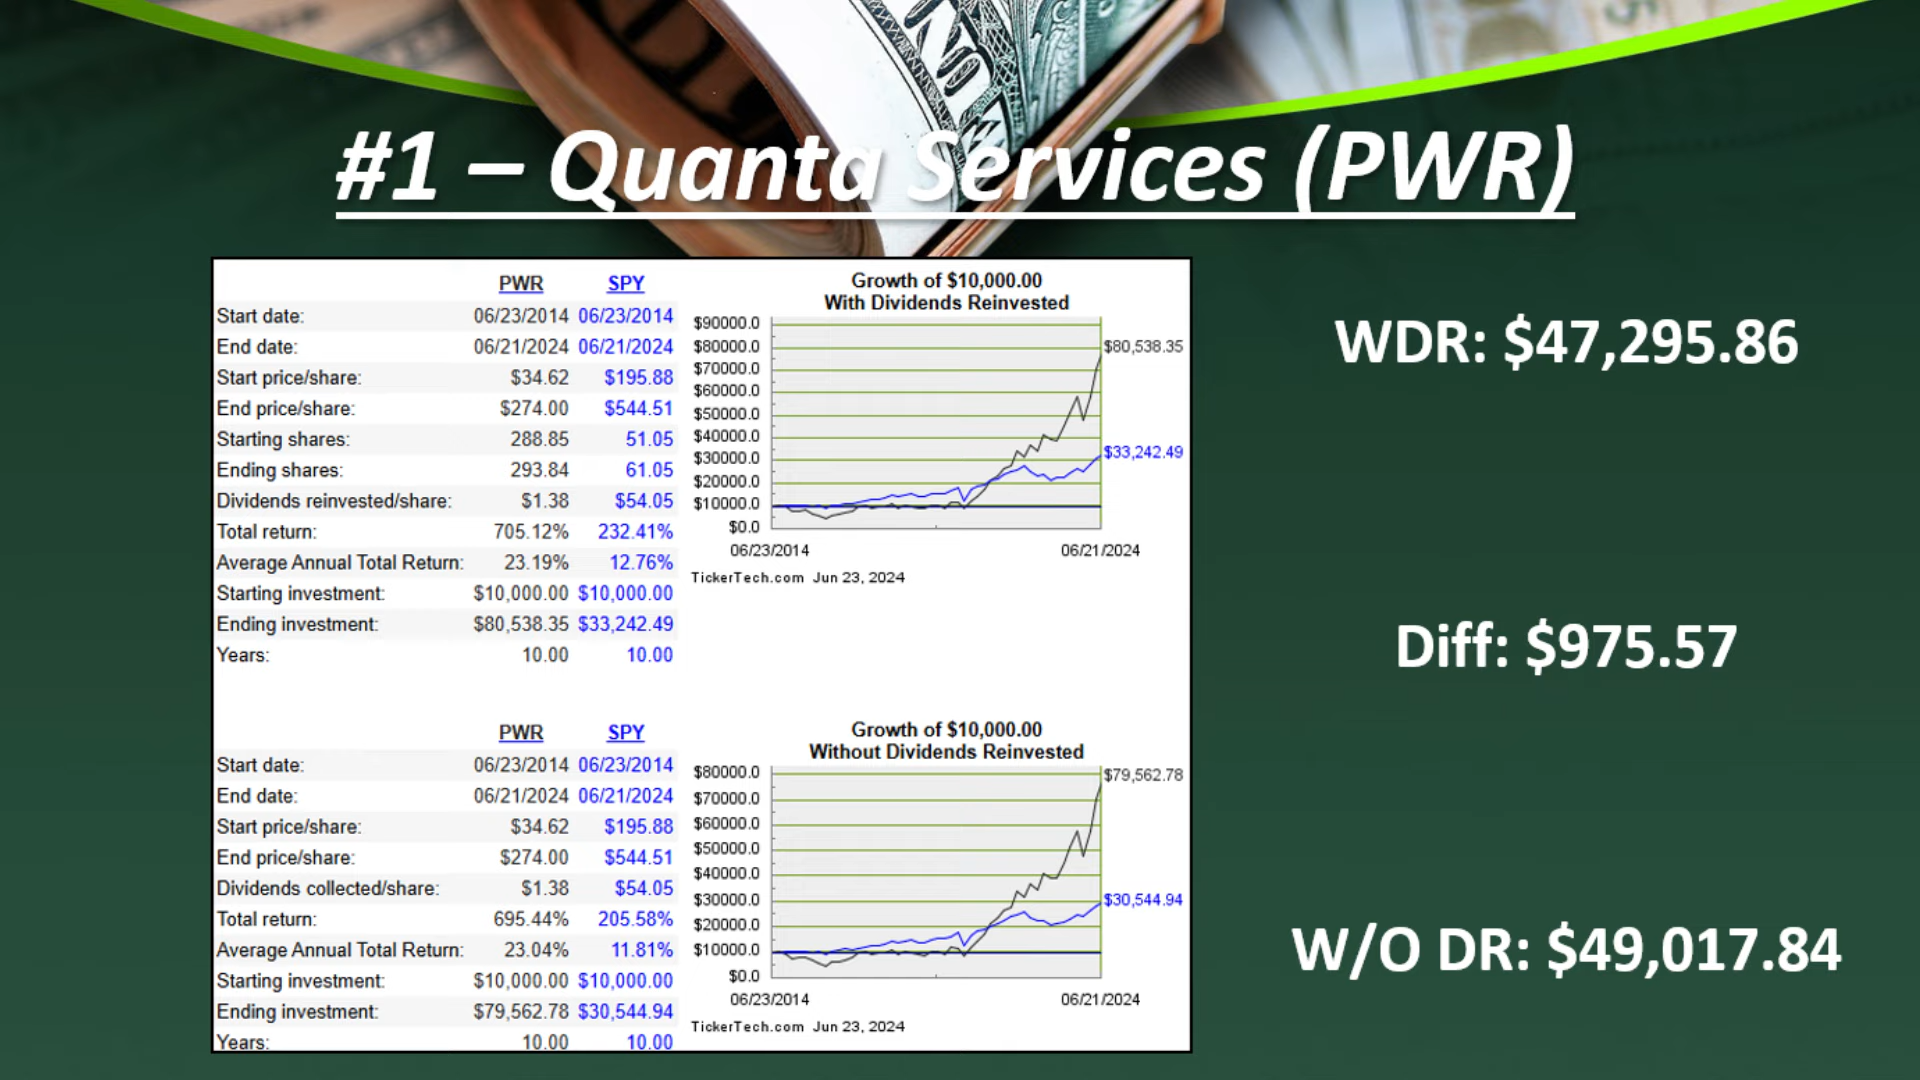 #1 – Quanta Services (PWR)
PWR SPY
Start date: 06/23/2014 06/23/2014
End date: 06/21/2024 06/21/2024
Start price/share: $34.62 $195.88
End price/share: $274.00 $544.51
Starting shares: 288.85 51.05
Ending shares: 293.84 61.05
Dividends reinvested/share: $1.38 $54.05
Total return: 705.12% 232.41%
Average Annual Total Return: 23.19% 12.76%
Starting investment: $10,000.00 $10,000.00
Ending investment: $80,538.35 $33,242.49
Years: 10.00 10.00
Growth of $10,000.00
With Dividends Reinvested
$90000.0
$80000.0
$70000.0
$60000.0
$50000.0
$40000.0
$30000.0
$20000.0
$10000.0
$0.0
$80,538.35
$33,242.49
06/23/2014 06/21/2024
TickerTech.com Jun 23, 2024
WDR: $47,295.86
Diff: $975.57
PWR SPY
Start date: 06/23/2014 06/23/2014
End date: 06/21/2024 06/21/2024
Start price/share: $34.62 $195.88
End price/share: $274.00 $544.51
Dividends collected/share: $1.38 $54.05
Total return: 695.44% 205.58%
Average Annual Total Return: 23.04% 11.81%
Starting investment: $10,000.00 $10,000.00
Ending investment: $79,562.78 $30,544.94
Years: 10.00 10.00
Growth of $10,000.00
Without Dividends Reinvested
$80000.0
$70000.0
$60000.0
$50000.0
$40000.0
$30000.0
$20000.0
$10000.0
$0.0
$79,562.78
$30,544.94
06/23/2014 06/21/2024
TickerTech.com Jun 23, 2024
W/O DR: $49,017.84